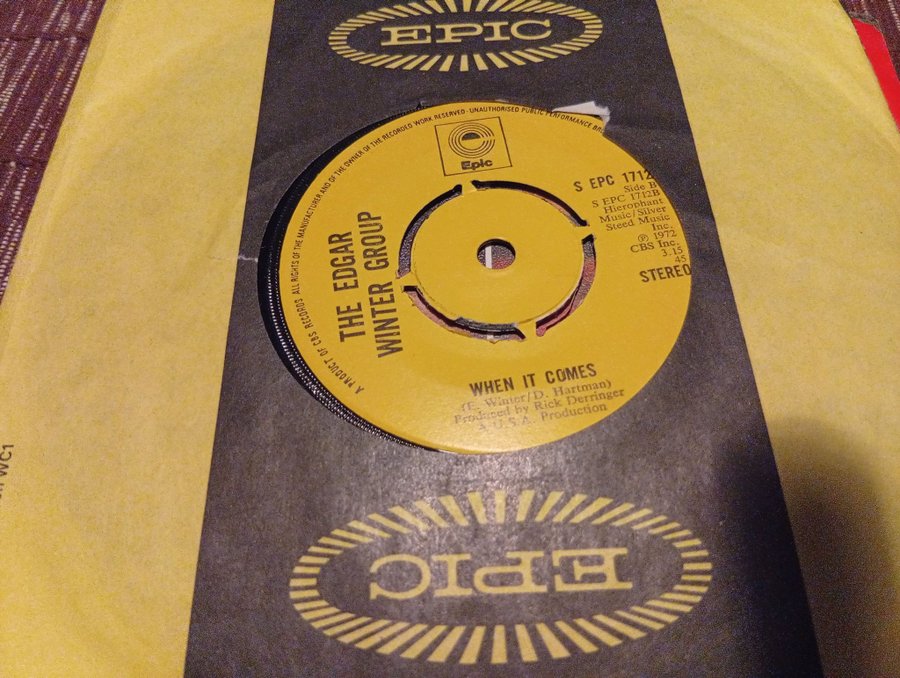 EPIC
A PRODUCT OF CBS RECORDS ALL RIGHTS OF THE MANUFACTURER AND OF THE OWNER OF THE RECORDED WORK RESERVED · UNAUTHORISED PUBLIC PERFORMANCE BR
Epic
S EPC 1712
Side B
S EPC 1712B
Hierophant
Music/Silver
Steed Music
Inc.
℗ 1972
CBS Inc.
3.15
45
STEREO
THE EDGAR
WINTER GROUP
WHEN IT COMES
(E. Winter/D. Hartman)
Produced by Rick Derringer
A U.S.A. Production
EPIC
WC1